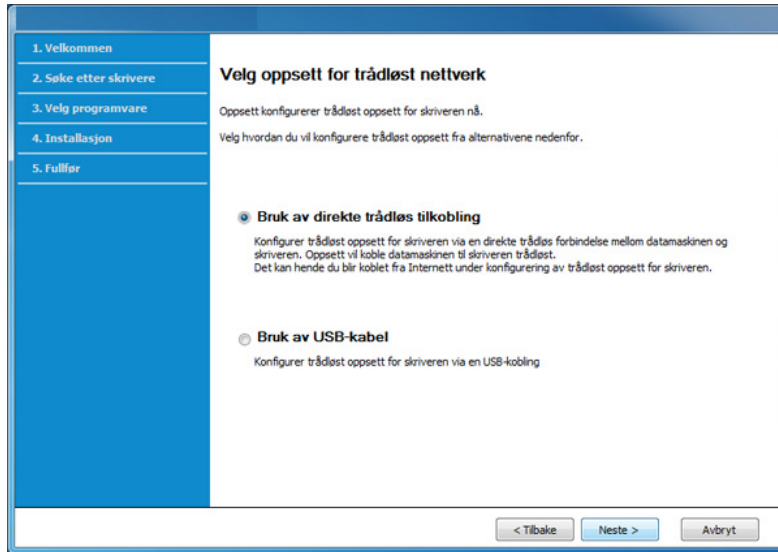 1. Velkommen
2. Søke etter skrivere
3. Velg programvare
4. Installasjon
5. Fullfør
Velg oppsett for trådløst nettverk
Oppsett konfigurerer trådløst oppsett for skriveren nå.
Velg hvordan du vil konfigurere trådløst oppsett fra alternativene nedenfor.
Bruk av direkte trådløs tilkobling
Konfigurer trådløst oppsett for skriveren via en direkte trådløs forbindelse mellom datamaskinen og
skriveren. Oppsett vil koble datamaskinen til skriveren trådløst.
Det kan hende du blir koblet fra Internett under konfigurering av trådløst oppsett for skriveren.
Bruk av USB-kabel
Konfigurer trådløst oppsett for skriveren via en USB-kobling
< Tilbake
Neste >
Avbryt